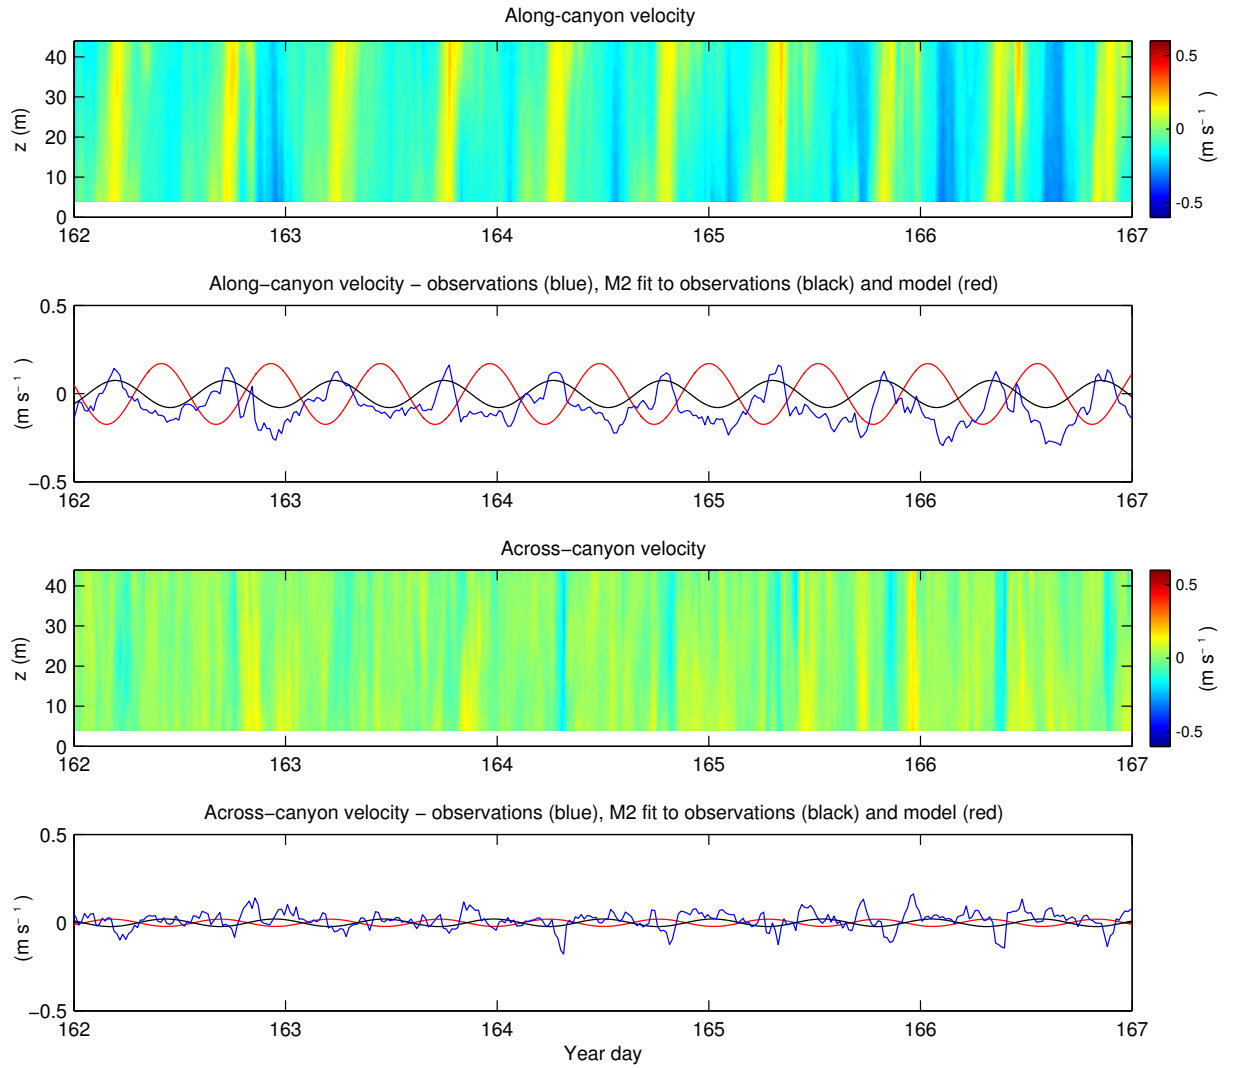 Along-canyon velocity
40
30
20
10
0
z (m)
162 163 164 165 166 167
0.5
0
-0.5
(m s⁻¹ )
Along−canyon velocity − observations (blue), M2 fit to observations (black) and model (red)
0.5
0
−0.5
(m s⁻¹ )
162 163 164 165 166 167
Across−canyon velocity
40
30
20
10
0
z (m)
162 163 164 165 166 167
0.5
0
-0.5
(m s⁻¹ )
Across−canyon velocity − observations (blue), M2 fit to observations (black) and model (red)
0.5
0
−0.5
(m s⁻¹ )
162 163 164 165 166 167
Year day